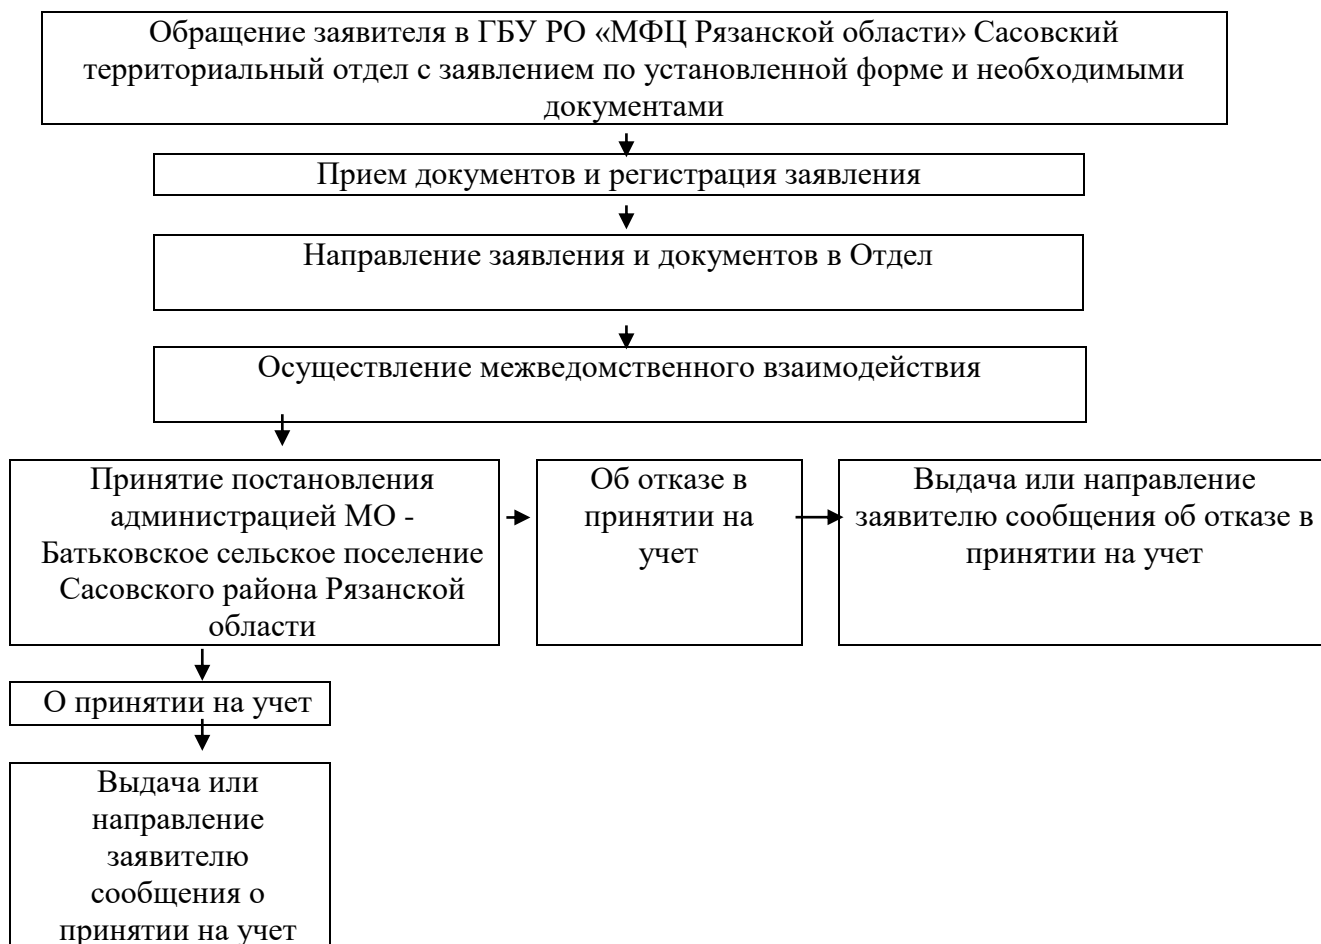 Обращение заявителя в ГБУ РО «МФЦ Рязанской области» Сасовский
территориальный отдел с заявлением по установленной форме и необходимыми
документами
Прием документов и регистрация заявления
Направление заявления и документов в Отдел
Осуществление межведомственного взаимодействия
Принятие постановления
администрацией МО -
Батьковское сельское поселение
Сасовского района Рязанской
области
Об отказе в
принятии на
учет
Выдача или направление
заявителю сообщения об отказе в
принятии на учет
О принятии на учет
Выдача или
направление
заявителю
сообщения о
принятии на учет